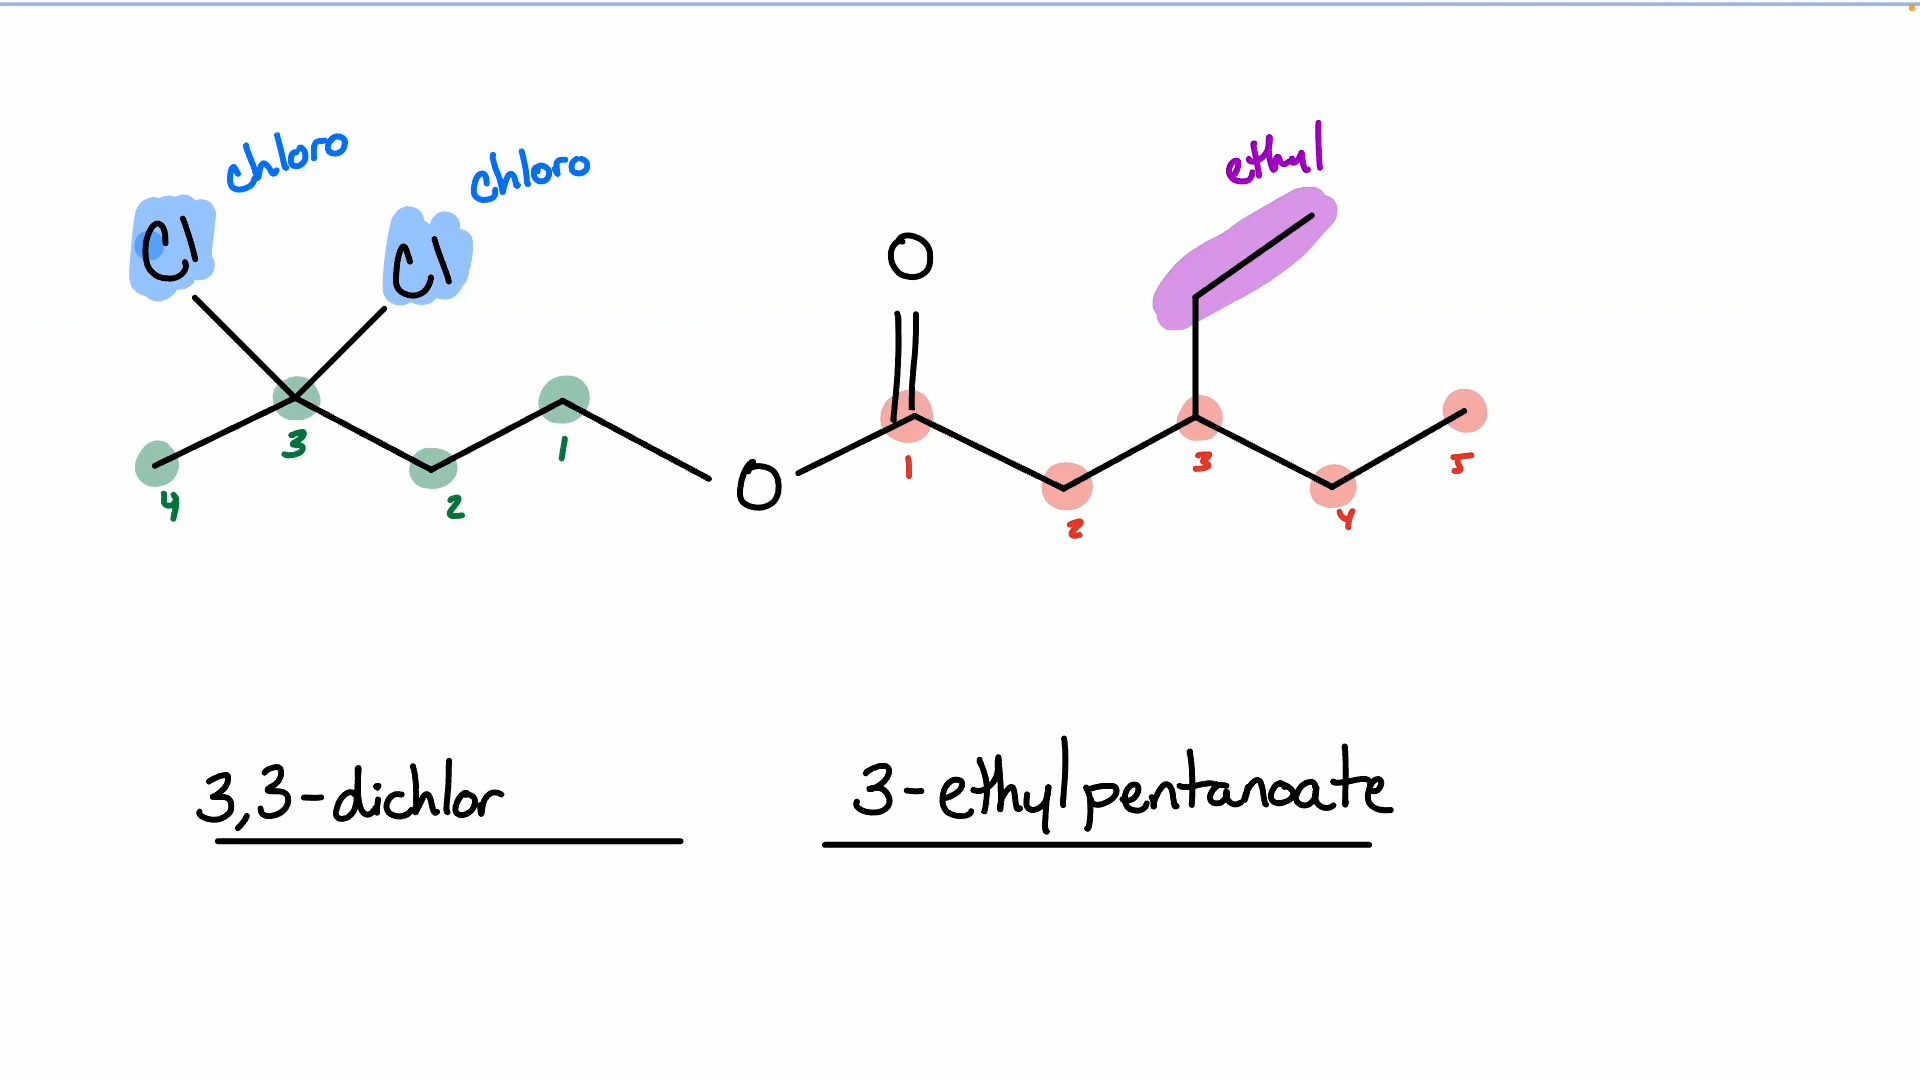 chloro
chloro
ethyl
Cl
Cl
O
3
1
4
2
O
1
2
3
4
5
3,3-dichlor
3-ethylpentanoate